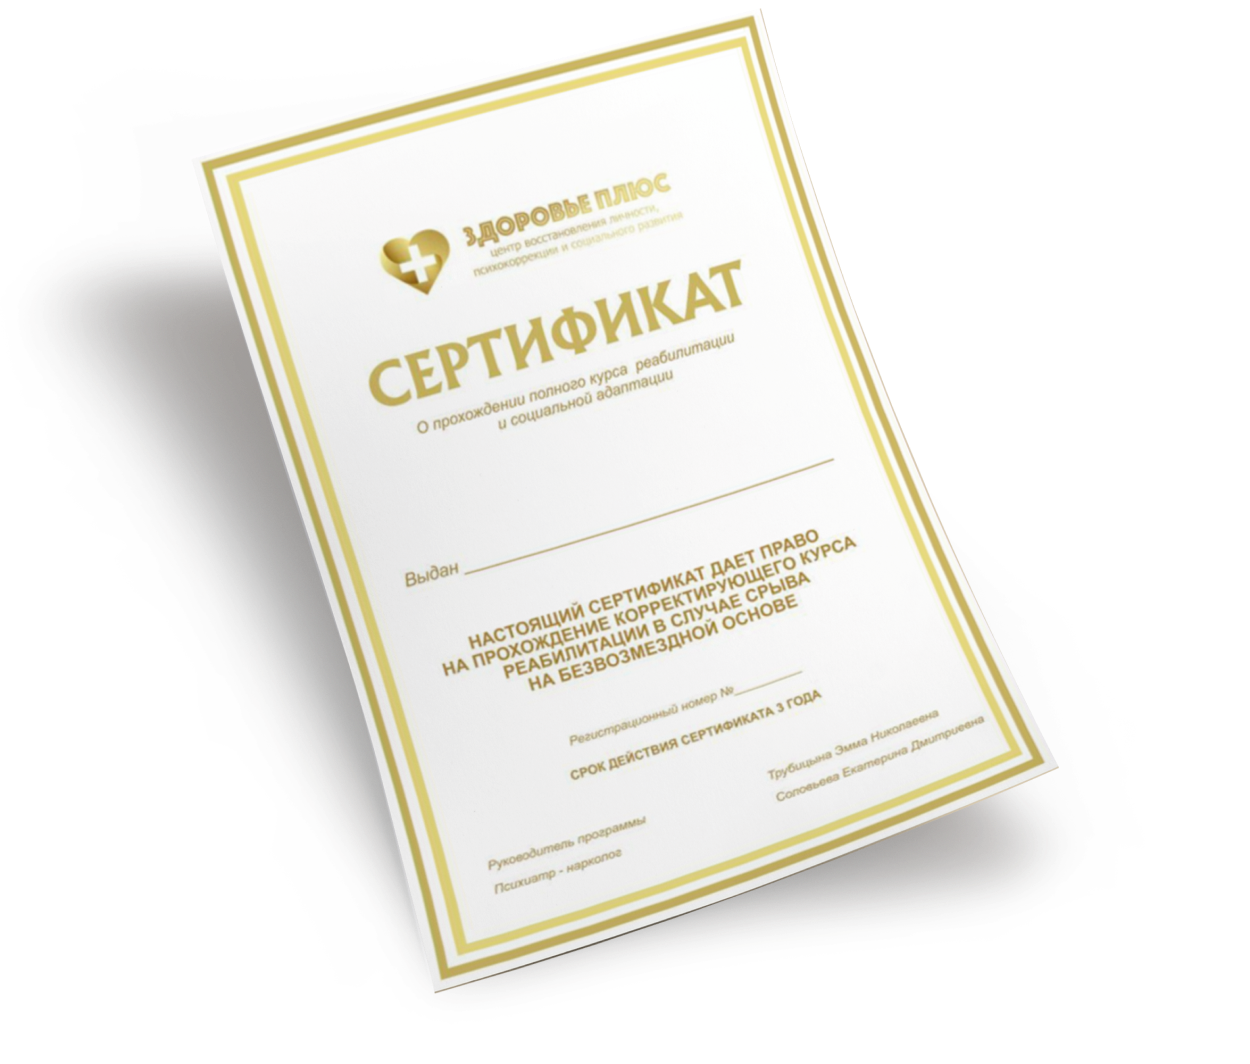 ЗДОРОВЬЕ ПЛЮС
центр восстановления личности,
психокоррекции и социального развития
СЕРТИФИКАТ
О прохождении полного курса реабилитации
и социальной адаптации
Выдан
НАСТОЯЩИЙ СЕРТИФИКАТ ДАЕТ ПРАВО
НА ПРОХОЖДЕНИЕ КОРРЕКТИРУЮЩЕГО КУРСА
РЕАБИЛИТАЦИИ В СЛУЧАЕ СРЫВА
НА БЕЗВОЗМЕЗДНОЙ ОСНОВЕ
Регистрационный номер №
СРОК ДЕЙСТВИЯ СЕРТИФИКАТА 3 ГОДА
Руководитель программы
Психиатр - нарколог
Трубицына Эмма Николаевна
Соловьева Екатерина Дмитриевна